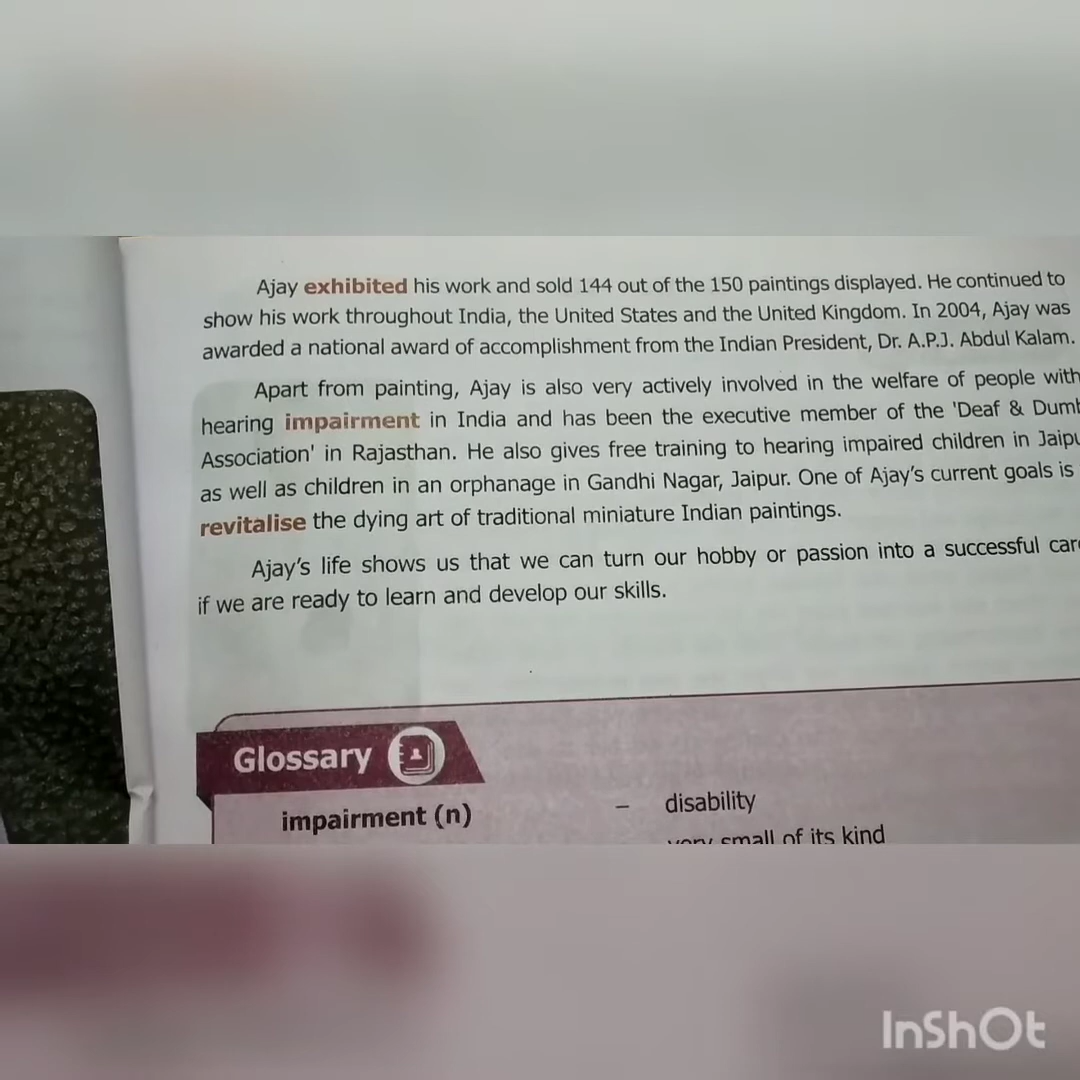 Ajay exhibited his work and sold 144 out of the 150 paintings displayed. He continued to
show his work throughout India, the United States and the United Kingdom. In 2004, Ajay was
awarded a national award of accomplishment from the Indian President, Dr. A.P.J. Abdul Kalam.
Apart from painting, Ajay is also very actively involved in the welfare of people with
hearing impairment in India and has been the executive member of the 'Deaf & Dumb
Association' in Rajasthan. He also gives free training to hearing impaired children in
as well as children in an orphanage in Gandhi Nagar, Jaipur. One of Ajay's current goals is
revitalise the dying art of traditional miniature Indian paintings.
Ajay's life shows us that we can turn our hobby or passion into a successful
if we are ready to learn and develop our skills.
Glossary
impairment (n) – disability
very small of its kind
InShOt